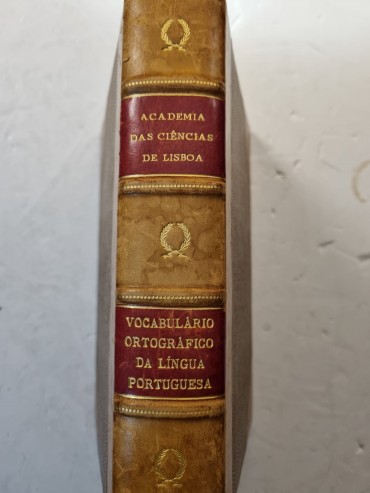 ACADEMIA
DAS CIÊNCIAS
DE LISBOA
VOCABULÁRIO
ORTOGRÁFICO
DA LÍNGUA
PORTUGUESA